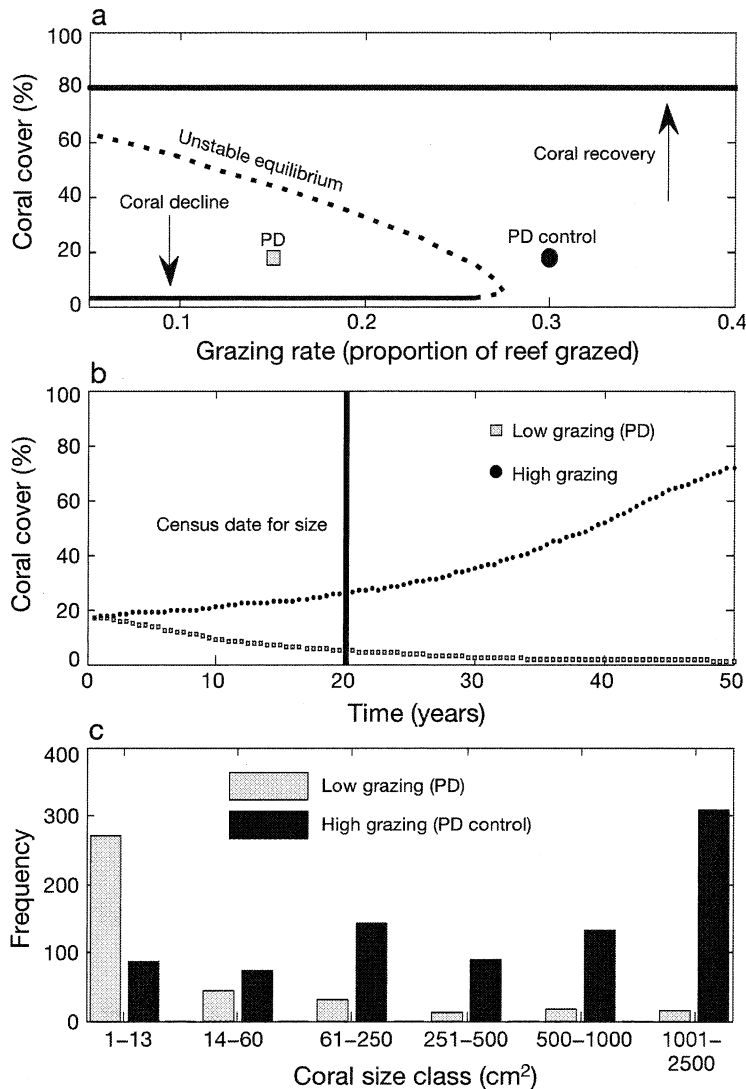 a
100
80
60
40
20
0
Coral cover (%)
Unstable equilibrium
Coral decline
Coral recovery
PD
PD control
0.1
0.2
0.3
0.4
Grazing rate (proportion of reef grazed)
b
100
80
60
40
20
0
Coral cover (%)
Low grazing (PD)
High grazing
Census date for size
0
10
20
30
40
50
Time (years)
c
400
300
200
100
0
Frequency
Low grazing (PD)
High grazing (PD control)
1–13
14–60
61–250
251–500
500–1000
1001–
2500
Coral size class (cm²)